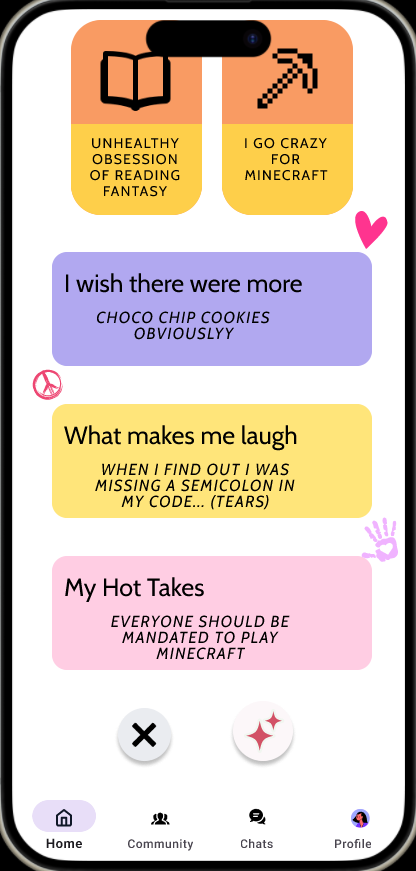 UNHEALTHY
OBSESSION
OF READING
FANTASY
I GO CRAZY
FOR
MINECRAFT
I wish there were more
CHOCO CHIP COOKIES
OBVIOUSLYY
What makes me laugh
WHEN I FIND OUT I WAS
MISSING A SEMICOLON IN
MY CODE... (TEARS)
My Hot Takes
EVERYONE SHOULD BE
MANDATED TO PLAY
MINECRAFT
Home
Community
Chats
Profile